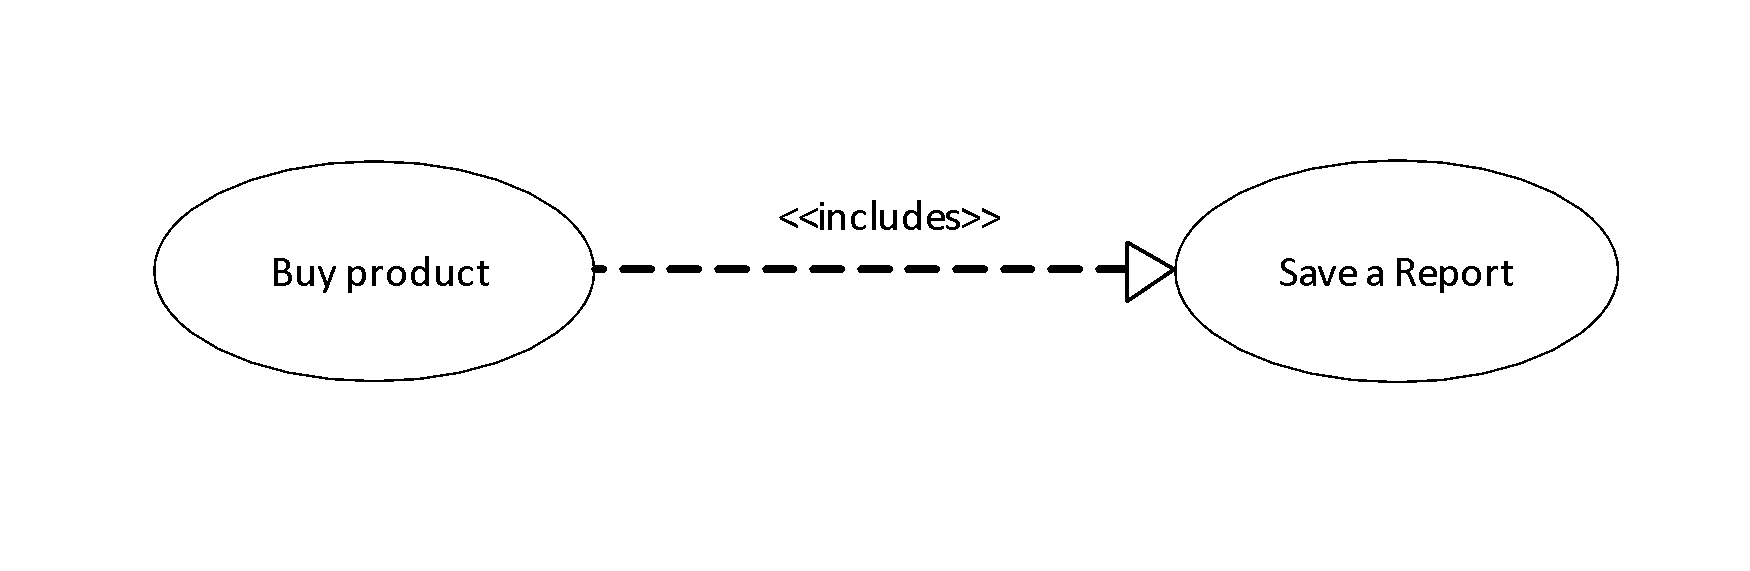 <<includes>>
Buy product
Save a Report